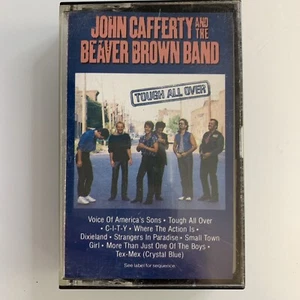 JOHN CAFFERTY AND THE
BEAVER BROWN BAND
TOUGH ALL OVER
Voice Of America's Sons • Tough All Over
• C-I-T-Y • Where The Action Is •
Dixieland • Strangers In Paradise • Small Town
Girl • More Than Just One Of The Boys •
Tex-Mex (Crystal Blue)
See label for sequence